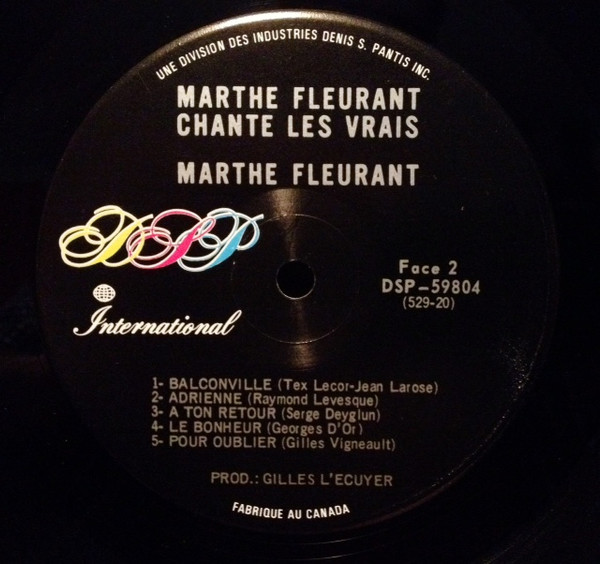 UNE DIVISION DES INDUSTRIES DENIS S. PANTIS INC.
MARTHE FLEURANT
CHANTE LES VRAIS
MARTHE FLEURANT
DSP
International
Face 2
DSP-59804
(529-20)
1- BALCONVILLE (Tex Lecor-Jean Larose)
2- ADRIENNE (Raymond Levesque)
3- A TON RETOUR (Serge Deyglun)
4- LE BONHEUR (Georges D'Or)
5- POUR OUBLIER (Gilles Vigneault)
PROD.: GILLES L'ECUYER
FABRIQUE AU CANADA